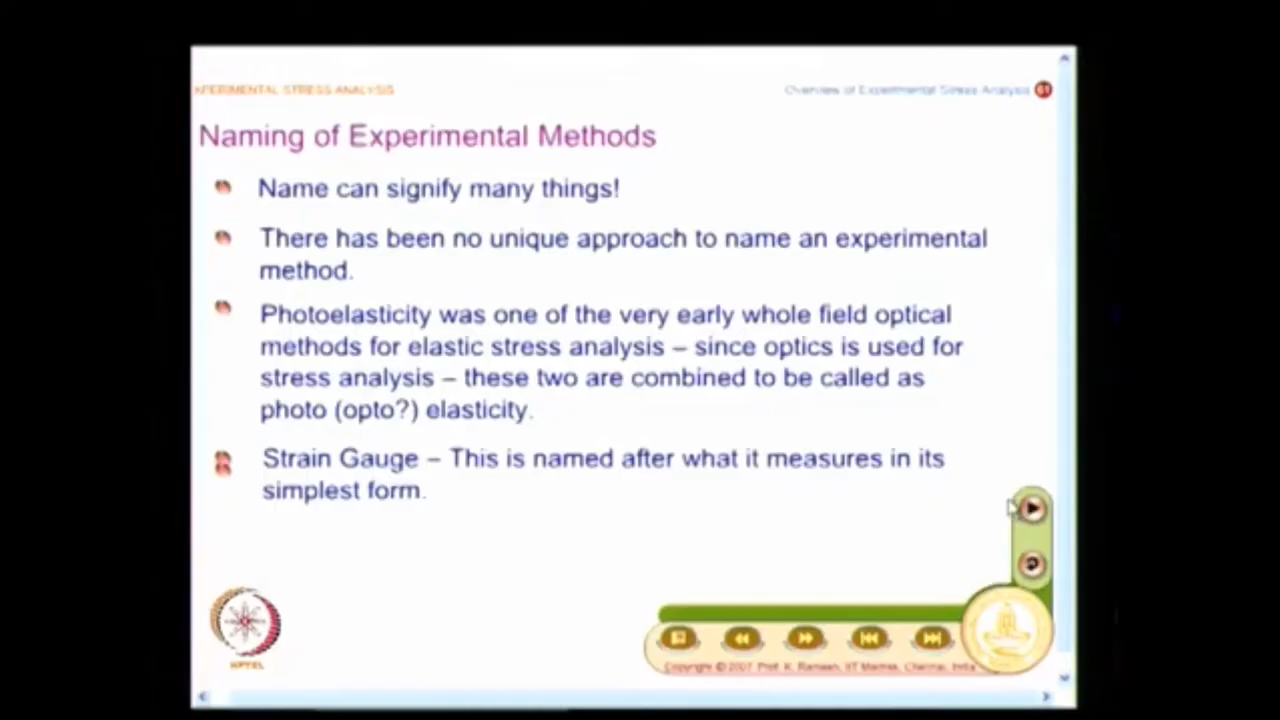 XPERIMENTAL STRESS ANALYSIS
Overview of Experimental Stress Analysis
Naming of Experimental Methods
Name can signify many things!
There has been no unique approach to name an experimental
method.
Photoelasticity was one of the very early whole field optical
methods for elastic stress analysis – since optics is used for
stress analysis – these two are combined to be called as
photo (opto?) elasticity.
Strain Gauge – This is named after what it measures in its
simplest form.
NPTEL
Copyright © 2007 Prof. K. Ramesh, IIT Madras, Chennai, India